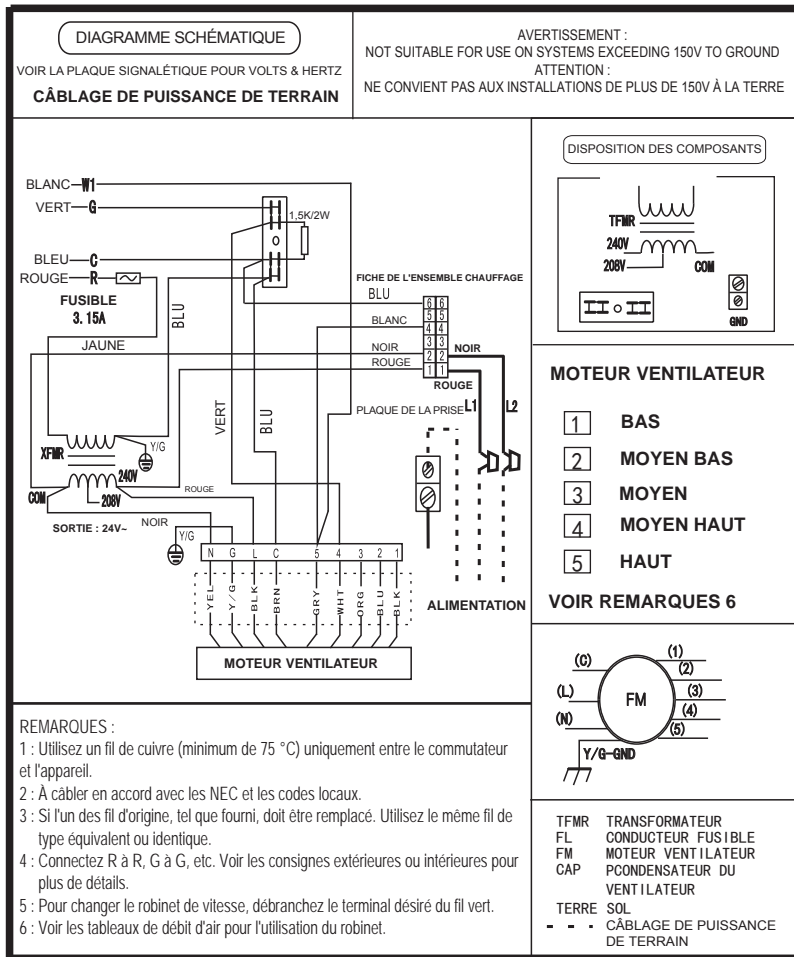 DIAGRAMME SCHÉMATIQUE
VOIR LA PLAQUE SIGNALÉTIQUE POUR VOLTS & HERTZ
CÂBLAGE DE PUISSANCE DE TERRAIN
AVERTISSEMENT :
NOT SUITABLE FOR USE ON SYSTEMS EXCEEDING 150V TO GROUND
ATTENTION :
NE CONVIENT PAS AUX INSTALLATIONS DE PLUS DE 150V À LA TERRE
BLANC W1
VERT G
BLEU C
ROUGE R
FUSIBLE
3. 15A
1,5K/2W
JAUNE
BLU
VERT
BLU
FICHE DE L'ENSEMBLE CHAUFFAGE
BLU
BLANC
NOIR
ROUGE
6 6
5 5
4 4
3 3
2 2
1 1
NOIR
ROUGE
PLAQUE DE LA PRISE
L1
L2
XFMR
Y/G
COM
240V
208V
ROUGE
SORTIE : 24V~
NOIR
Y/G
N G L C 5 4 3 2 1
YEL Y/G BLK BRN GRY WHT ORG BLU BLK
MOTEUR VENTILATEUR
ALIMENTATION
DISPOSITION DES COMPOSANTS
TFMR
240V
208V
COM
GND
MOTEUR VENTILATEUR
1 BAS
2 MOYEN BAS
3 MOYEN
4 MOYEN HAUT
5 HAUT
VOIR REMARQUES 6
(C)
(L)
(N)
FM
(1)
(2)
(3)
(4)
(5)
Y/G-GND
REMARQUES :
1 : Utilisez un fil de cuivre (minimum de 75 °C) uniquement entre le commutateur
et l'appareil.
2 : À câbler en accord avec les NEC et les codes locaux.
3 : Si l'un des fil d'origine, tel que fourni, doit être remplacé. Utilisez le même fil de
type équivalent ou identique.
4 : Connectez R à R, G à G, etc. Voir les consignes extérieures ou intérieures pour
plus de détails.
5 : Pour changer le robinet de vitesse, débranchez le terminal désiré du fil vert.
6 : Voir les tableaux de débit d'air pour l'utilisation du robinet.
TFMR TRANSFORMATEUR
FL CONDUCTEUR FUSIBLE
FM MOTEUR VENTILATEUR
CAP PCONDENSATEUR DU
VENTILATEUR
TERRE SOL
CÂBLAGE DE PUISSANCE
DE TERRAIN